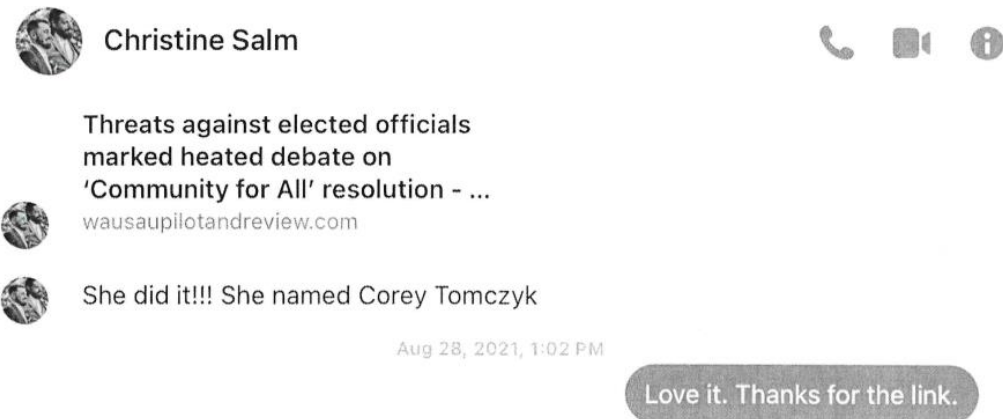 Christine Salm
Threats against elected officials
marked heated debate on
‘Community for All’ resolution - ...
wausaupilotandreview.com
She did it!!! She named Corey Tomczyk
Aug 28, 2021, 1:02 PM
Love it. Thanks for the link.